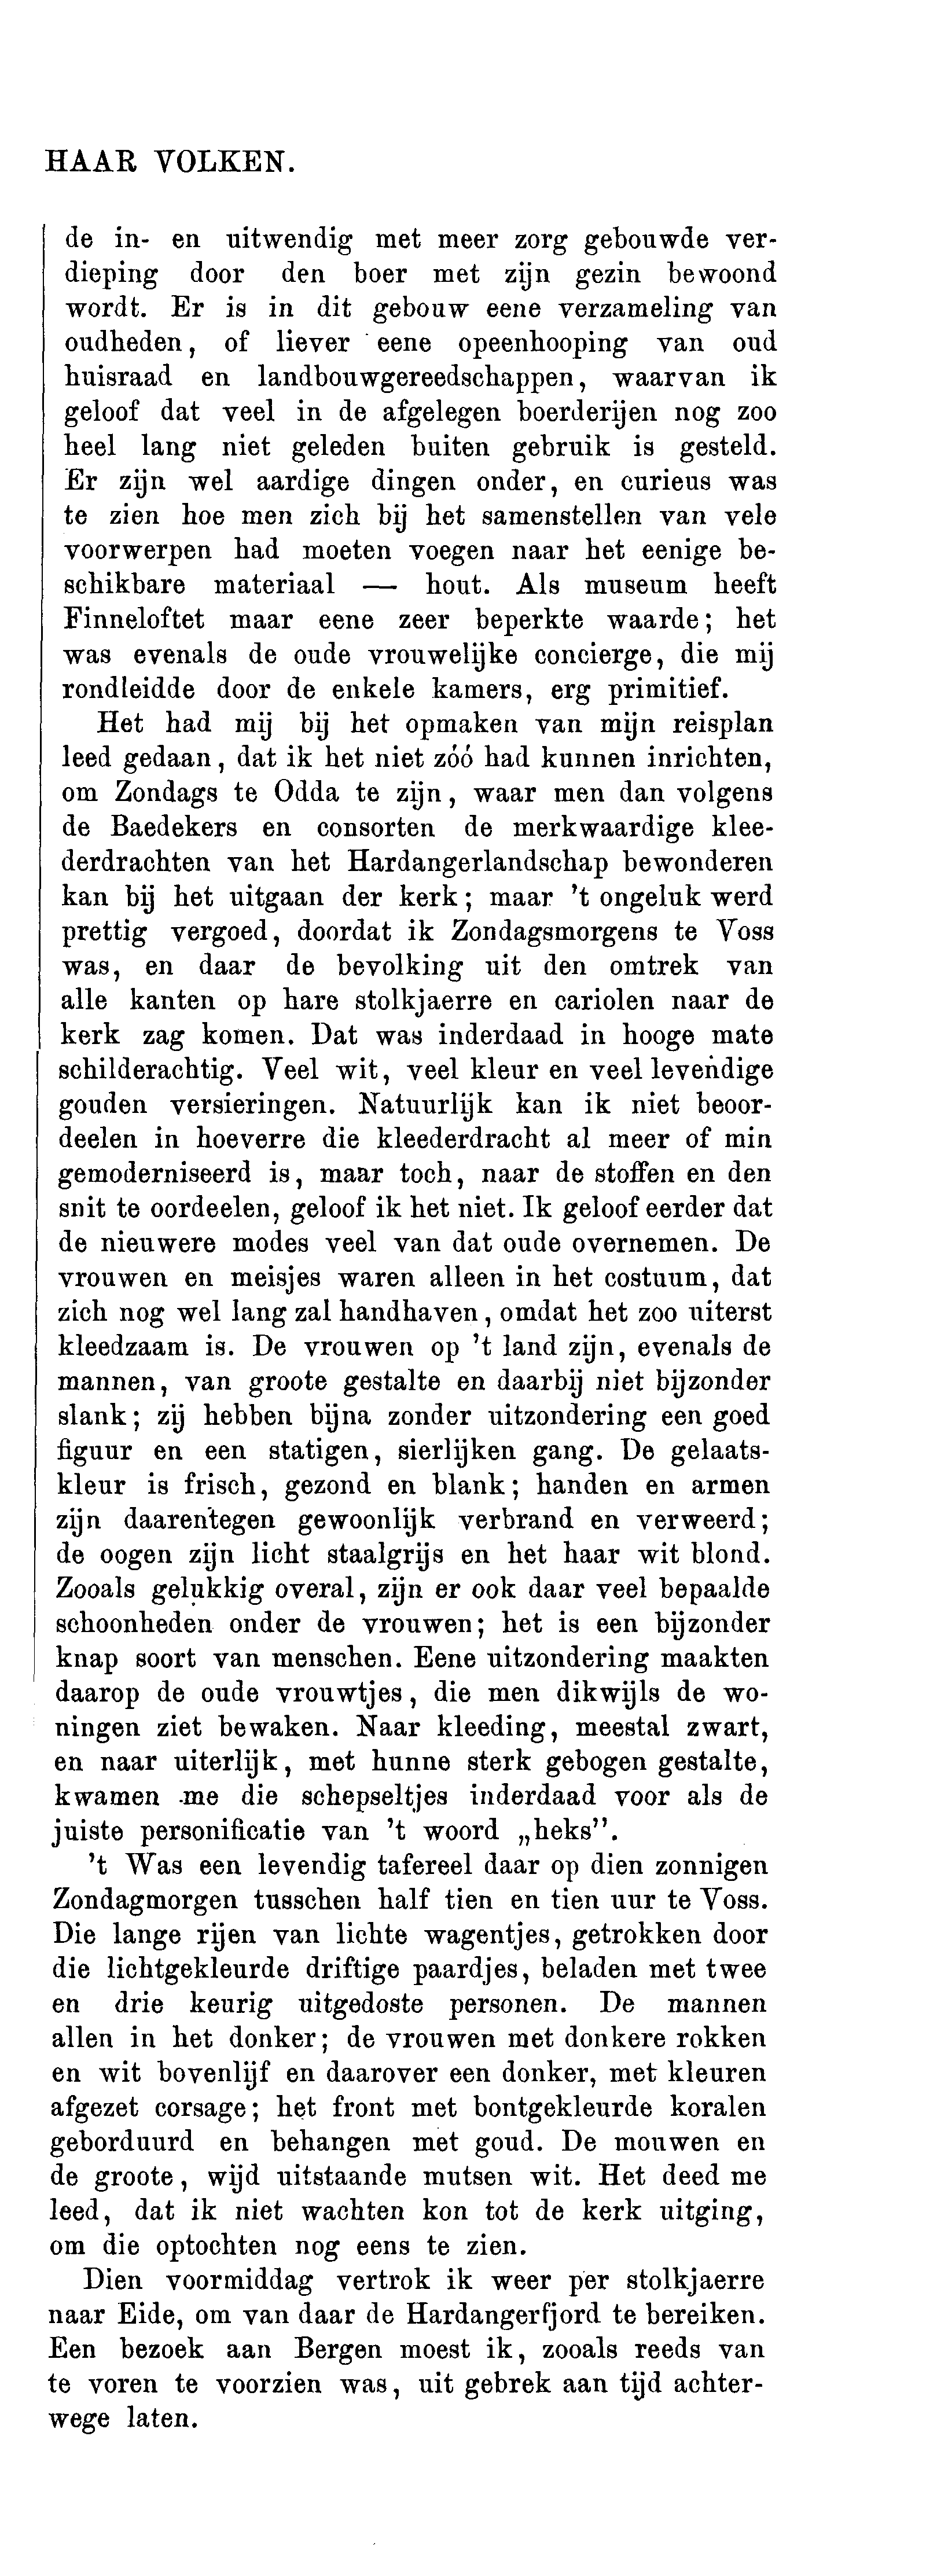 HAAR VOLKEN.
de in- en uitwendig met meer zorg gebouwde ver-
dieping door den boer met zijn gezin bewoond
wordt. Er is in dit gebouw eene verzameling van
oudheden, of liever eene opeenhooping van oud
huisraad en landbouwgereedschappen, waarvan ik
geloof dat veel in de afgelegen boerderijen nog zoo
heel lang niet geleden buiten gebruik is gesteld.
Er zijn wel aardige dingen onder, en curieus was
te zien hoe men zich bij het samenstellen van vele
voorwerpen had moeten voegen naar het eenige be-
schikbare materiaal — hout. Als museum heeft
Finneloftet maar eene zeer beperkte waarde; het
was evenals de oude vrouwelijke concierge, die mij
rondleidde door de enkele kamers, erg primitief.
Het had mij bij het opmaken van mijn reisplan
leed gedaan, dat ik het niet zóó had kunnen inrichten,
om Zondags te Odda te zijn, waar men dan volgens
de Baedekers en consorten de merkwaardige klee-
derdrachten van het Hardangerlandschap bewonderen
kan bij het uitgaan der kerk; maar 't ongeluk werd
prettig vergoed, doordat ik Zondagsmorgens te Voss
was, en daar de bevolking uit den omtrek van
alle kanten op hare stolkjaerre en cariolen naar de
kerk zag komen. Dat was inderdaad in hooge mate
schilderachtig. Veel wit, veel kleur en veel levendige
gouden versieringen. Natuurlijk kan ik niet beoor-
deelen in hoeverre die kleederdracht al meer of min
gemoderniseerd is, maar toch, naar de stoffen en den
snit te oordeelen, geloof ik het niet. Ik geloof eerder dat
de nieuwere modes veel van dat oude overnemen. De
vrouwen en meisjes waren alleen in het costuum, dat
zich nog wel lang zal handhaven, omdat het zoo uiterst
kleedzaam is. De vrouwen op 't land zijn, evenals de
mannen, van groote gestalte en daarbij niet bijzonder
slank; zij hebben bijna zonder uitzondering een goed
figuur en een statigen, sierlijken gang. De gelaats-
kleur is frisch, gezond en blank; handen en armen
zijn daarentegen gewoonlijk verbrand en verweerd;
de oogen zijn licht staalgrijs en het haar wit blond.
Zooals gelukkig overal, zijn er ook daar veel bepaalde
schoonheden onder de vrouwen; het is een bijzonder
knap soort van menschen. Eene uitzondering maakten
daarop de oude vrouwtjes, die men dikwijls de wo-
ningen ziet bewaken. Naar kleeding, meestal zwart,
en naar uiterlijk, met hunne sterk gebogen gestalte,
kwamen me die schepseltjes inderdaad voor als de
juiste personificatie van 't woord „heks”.
't Was een levendig tafereel daar op dien zonnigen
Zondagmorgen tusschen half tien en tien uur te Voss.
Die lange rijen van lichte wagentjes, getrokken door
die lichtgekleurde driftige paardjes, beladen met twee
en drie keurig uitgedoste personen. De mannen
allen in het donker; de vrouwen met donkere rokken
en wit bovenlijf en daarover een donker, met kleuren
afgezet corsage; het front met bontgekleurde koralen
geborduurd en behangen met goud. De mouwen en
de groote, wijd uitstaande mutsen wit. Het deed me
leed, dat ik niet wachten kon tot de kerk uitging,
om die optochten nog eens te zien.
Dien voormiddag vertrok ik weer per stolkjaerre
naar Eide, om van daar de Hardangerfjord te bereiken.
Een bezoek aan Bergen moest ik, zooals reeds van
te voren te voorzien was, uit gebrek aan tijd achter-
wege laten.